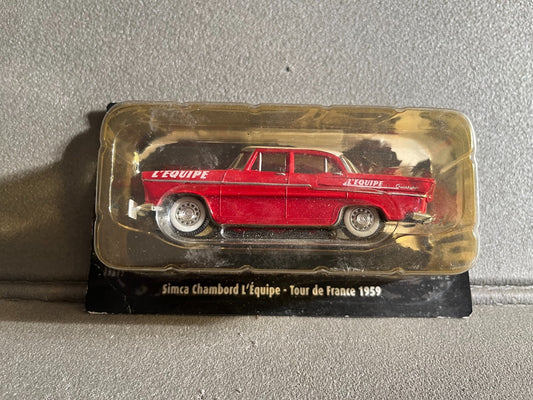 L'EQUIPE
L'EQUIPE
Simca Chambord L'Équipe - Tour de France 1959